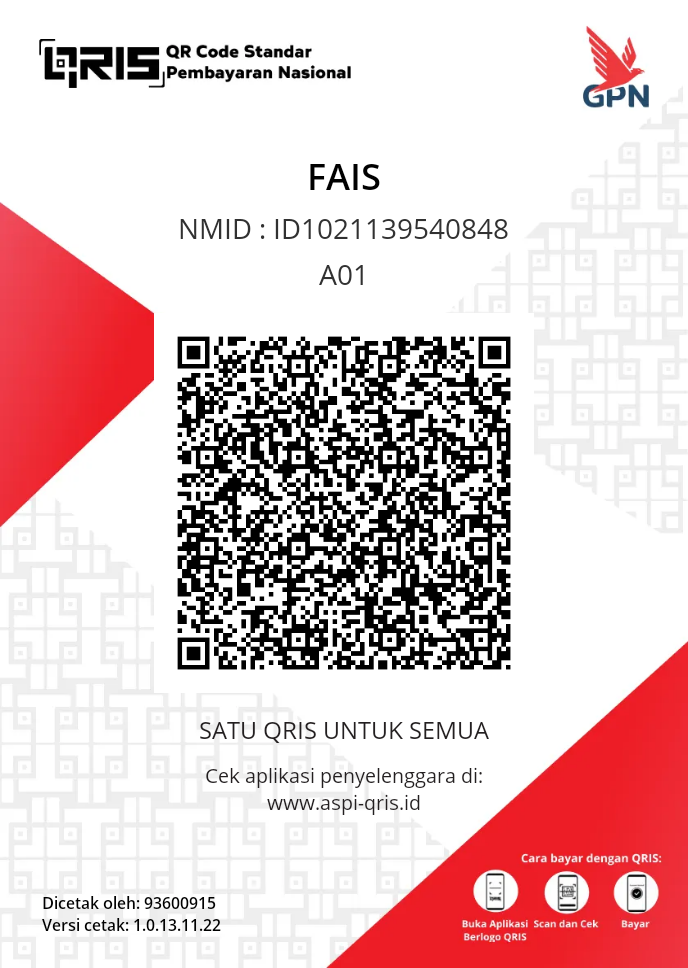 QRIS QR Code Standar
Pembayaran Nasional
GPN
FAIS
NMID : ID1021139540848
A01
SATU QRIS UNTUK SEMUA
Cek aplikasi penyelenggara di:
www.aspi-qris.id
Cara bayar dengan QRIS:
Buka Aplikasi
Berlogo QRIS
Scan dan Cek
Bayar
Dicetak oleh: 93600915
Versi cetak: 1.0.13.11.22